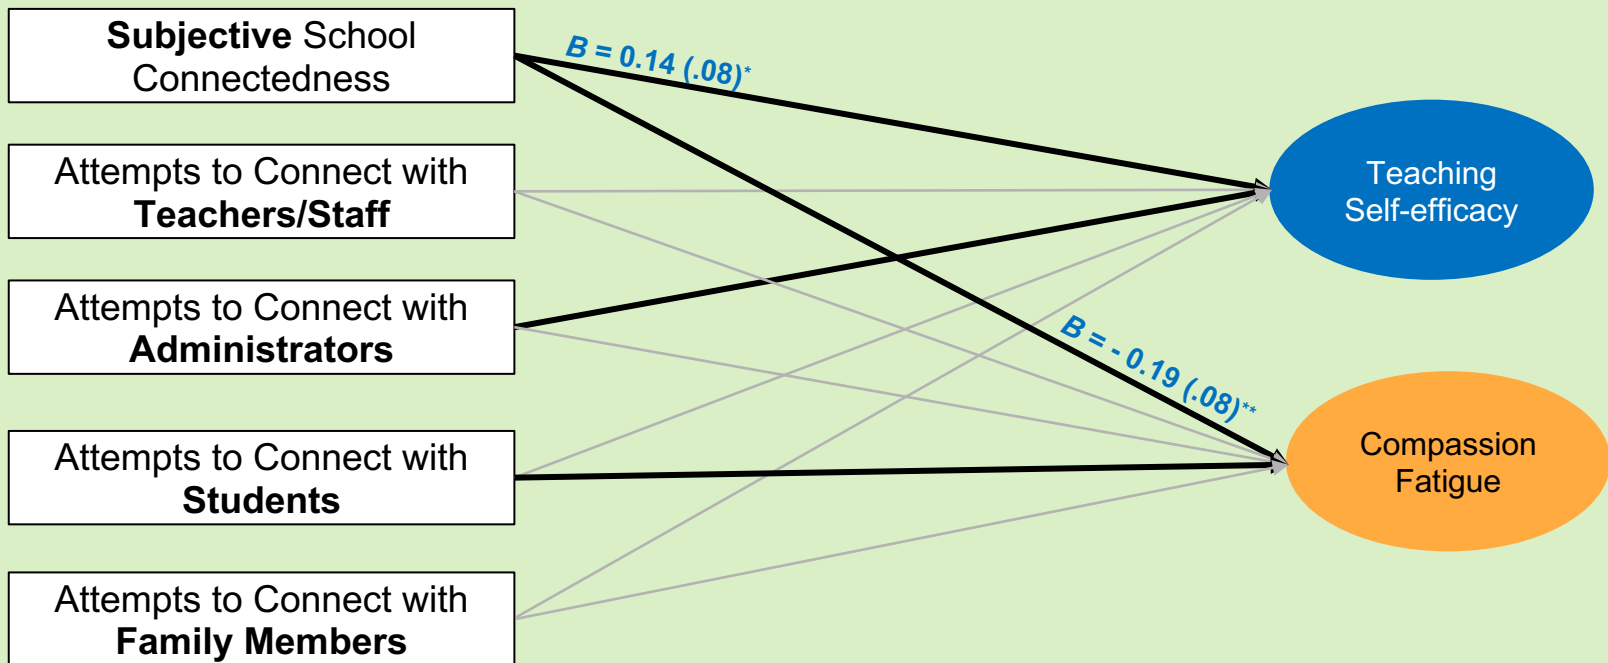 Subjective School
Connectedness
B = 0.14 (.08)*
Attempts to Connect with
Teachers/Staff
Teaching
Self-efficacy
Attempts to Connect with
Administrators
B = - 0.19 (.08)**
Attempts to Connect with
Students
Compassion
Fatigue
Attempts to Connect with
Family Members